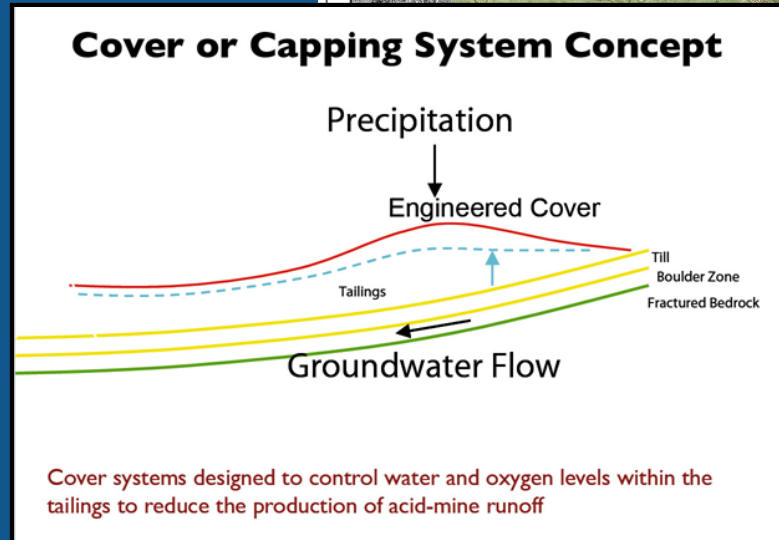 Cover or Capping System Concept
Precipitation
Engineered Cover
Till
Boulder Zone
Tailings
Fractured Bedrock
Groundwater Flow
Cover systems designed to control water and oxygen levels within the
tailings to reduce the production of acid-mine runoff